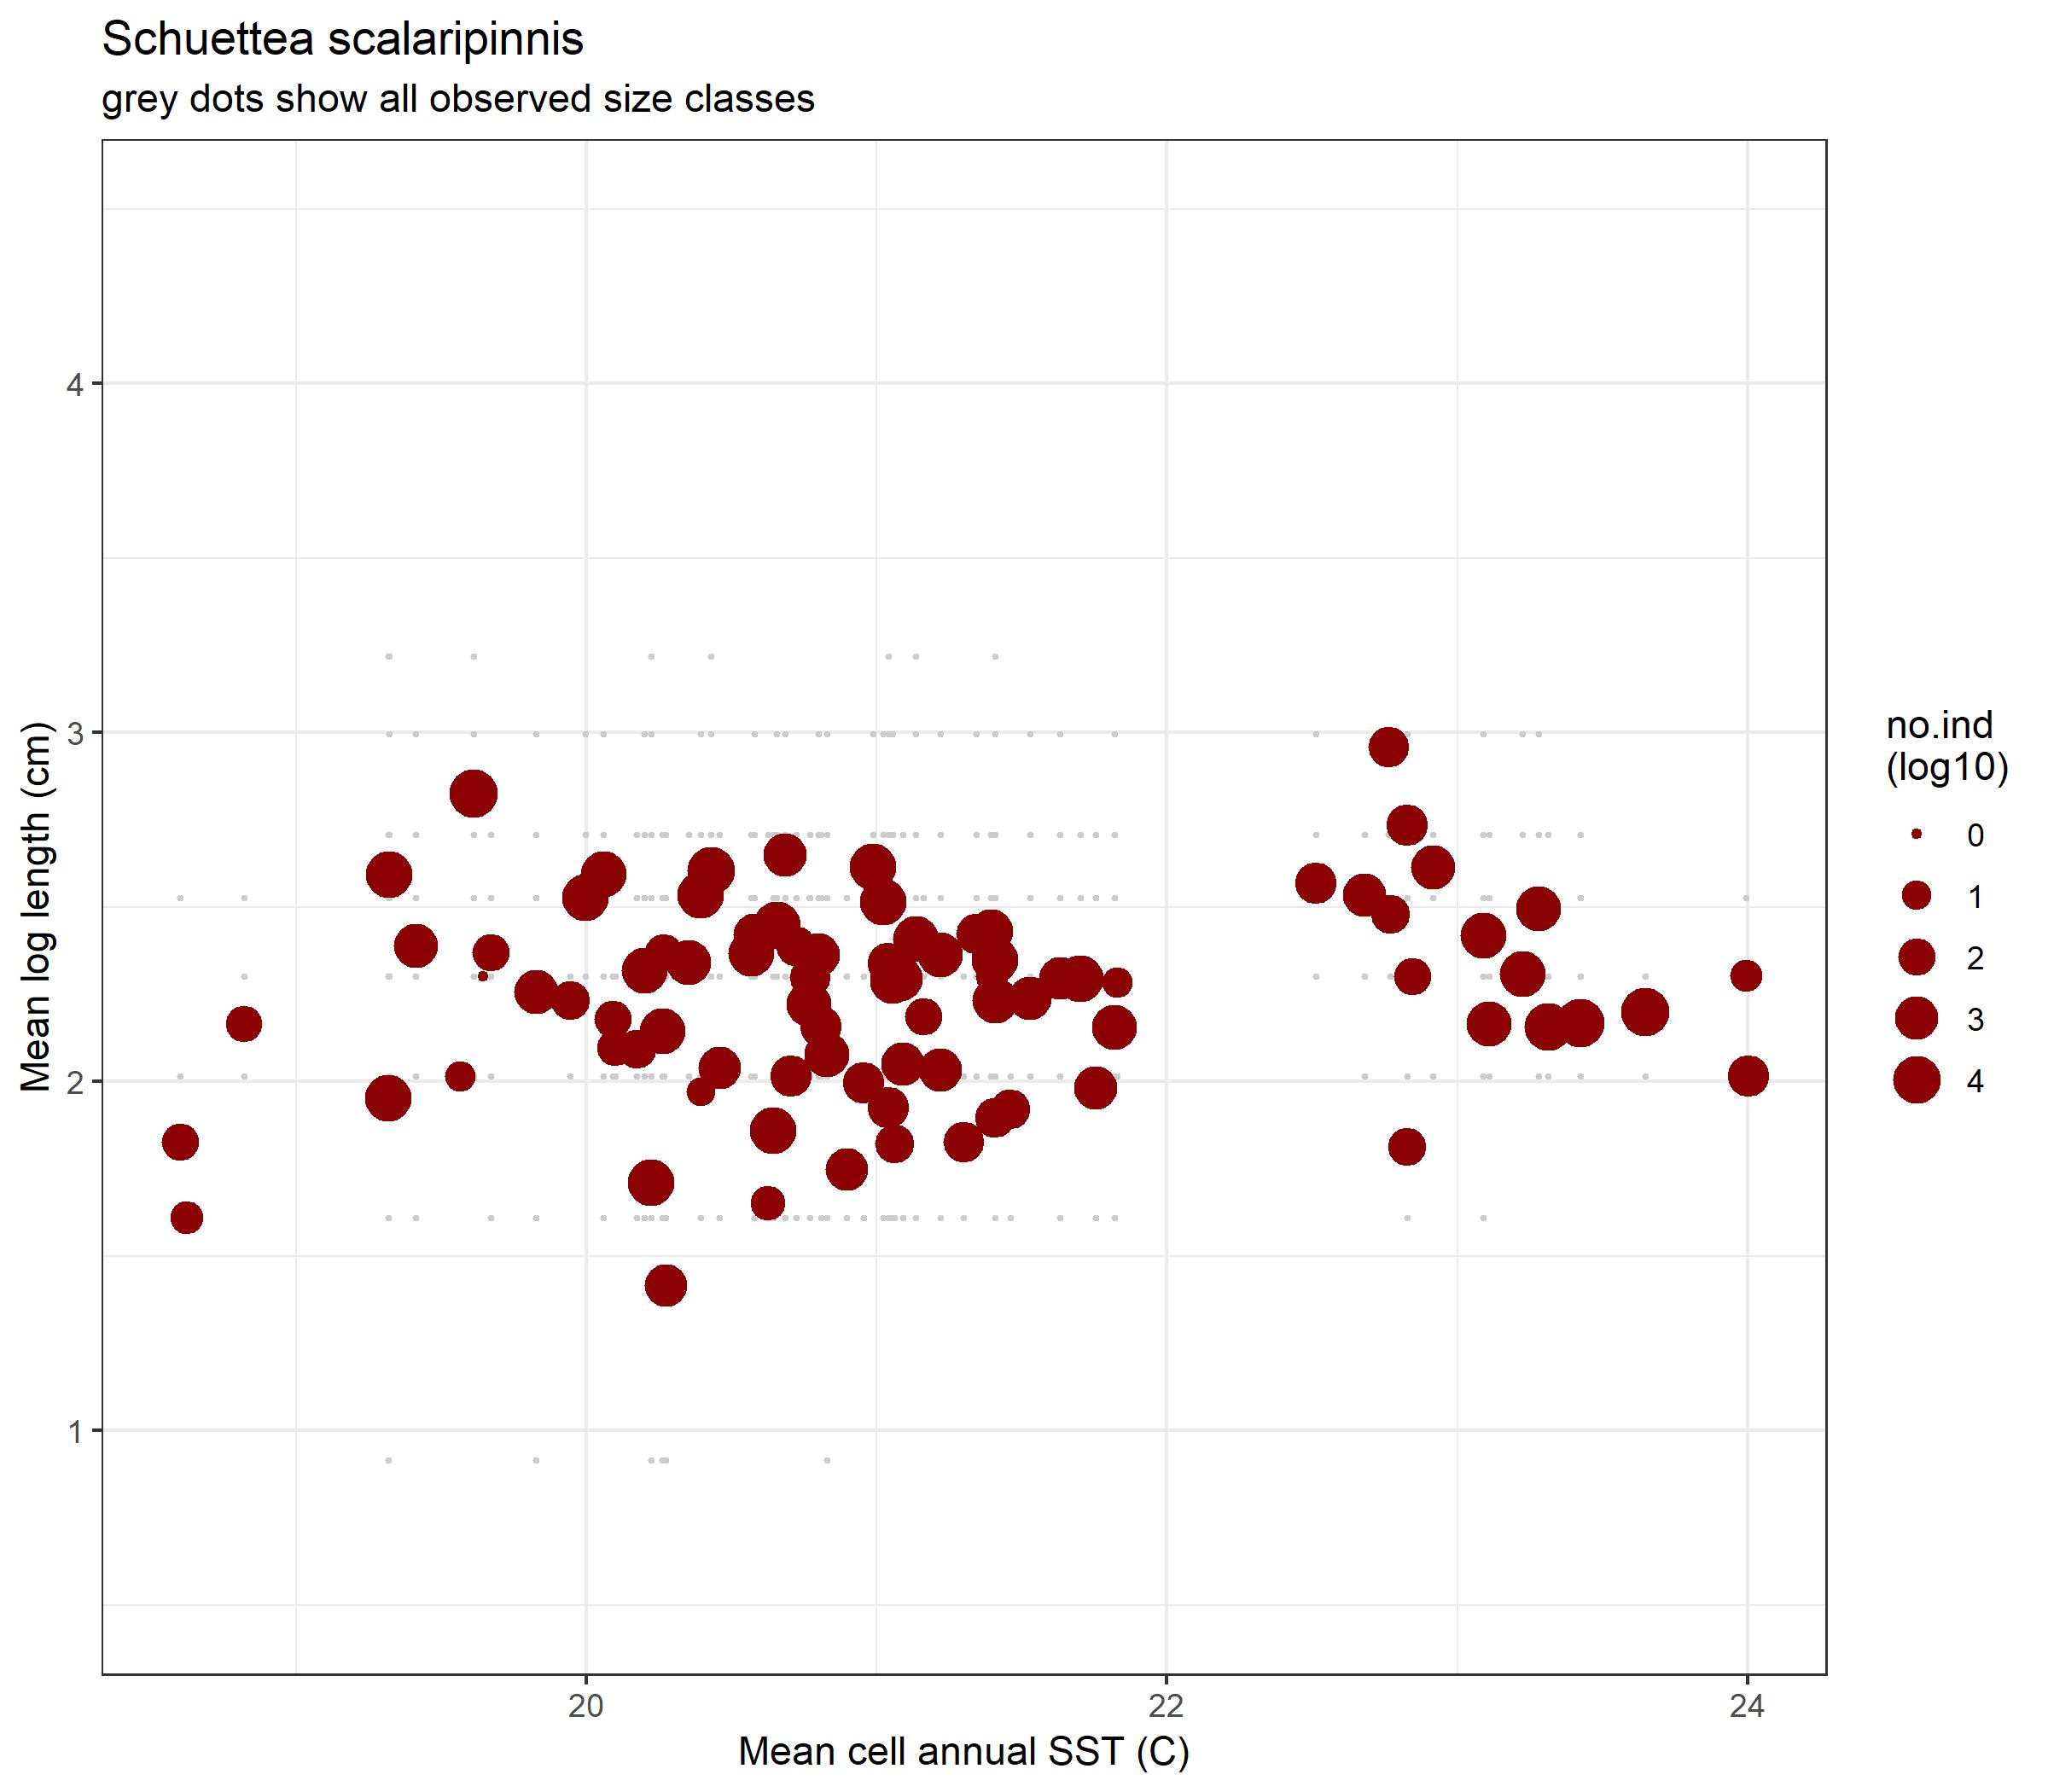 Schuettea scalaripinnis
grey dots show all observed size classes
Mean log length (cm)
4
3
2
1
20
22
24
Mean cell annual SST (C)
no.ind
(log10)
0
1
2
3
4